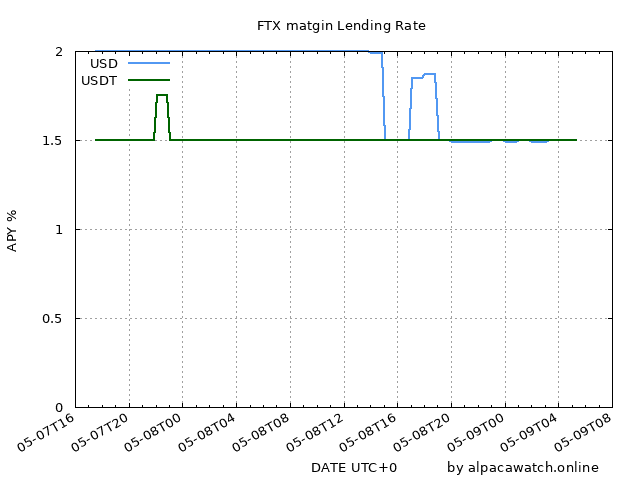 FTX matgin Lending Rate
USD
USDT
2
1.5
1
0.5
0
APY %
05-07T16
05-07T20
05-08T00
05-08T04
05-08T08
05-08T12
05-08T16
05-08T20
05-09T00
05-09T04
05-09T08
DATE UTC+0
by alpacawatch.online